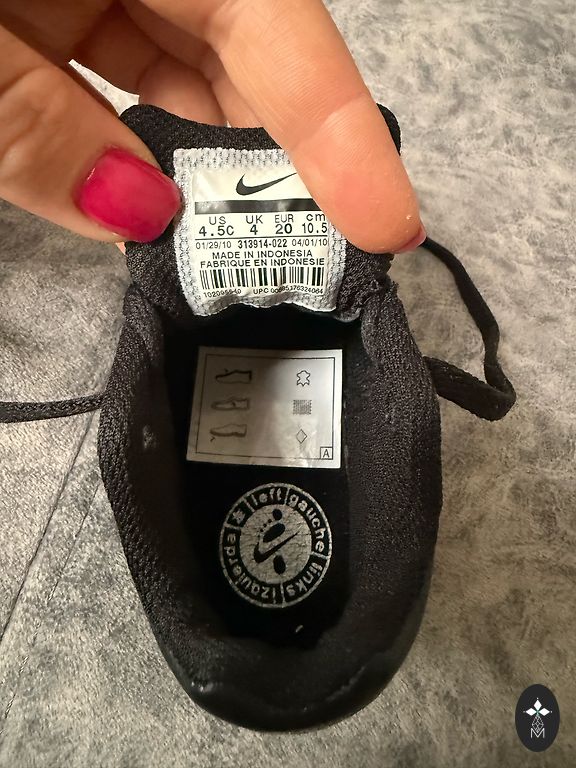 US UK EUR cm
4.5C 4 20 10.5
01/29/10 313914-022 04/01/10
MADE IN INDONESIA
FABRIQUE EN INDONESIE
UPC
A
left gauche links izquierda
M